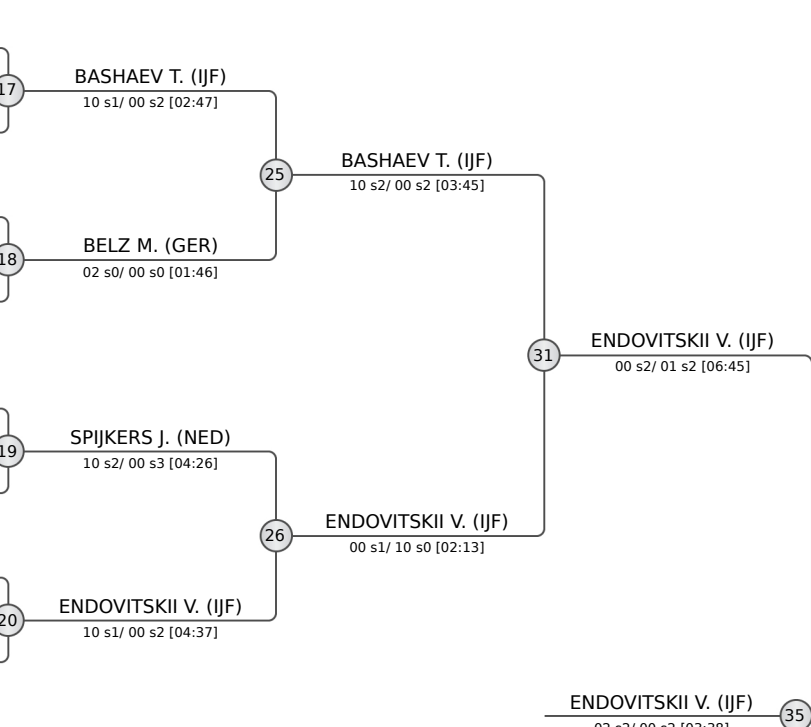 BASHAEV T. (IJF)
17
10 s1/ 00 s2 [02:47]
BASHAEV T. (IJF)
25
10 s2/ 00 s2 [03:45]
BELZ M. (GER)
18
02 s0/ 00 s0 [01:46]
ENDOVITSKII V. (IJF)
31
00 s2/ 01 s2 [06:45]
SPIJKERS J. (NED)
19
10 s2/ 00 s3 [04:26]
ENDOVITSKII V. (IJF)
26
00 s1/ 10 s0 [02:13]
ENDOVITSKII V. (IJF)
20
10 s1/ 00 s2 [04:37]
ENDOVITSKII V. (IJF)
35